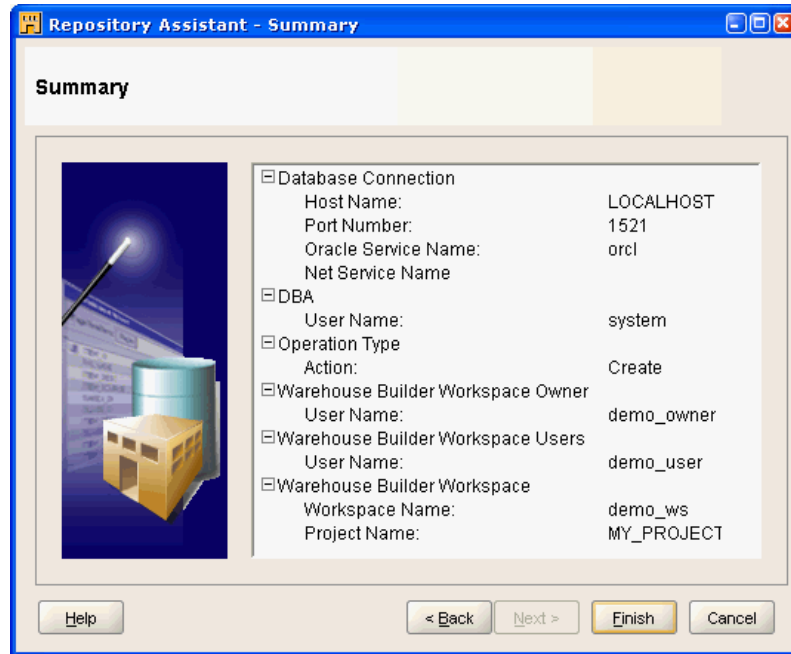 Repository Assistant - Summary
Summary
Database Connection
Host Name: LOCALHOST
Port Number: 1521
Oracle Service Name: orcl
Net Service Name
DBA
User Name: system
Operation Type
Action: Create
Warehouse Builder Workspace Owner
User Name: demo_owner
Warehouse Builder Workspace Users
User Name: demo_user
Warehouse Builder Workspace
Workspace Name: demo_ws
Project Name: MY_PROJECT
Help < Back Next > Finish Cancel